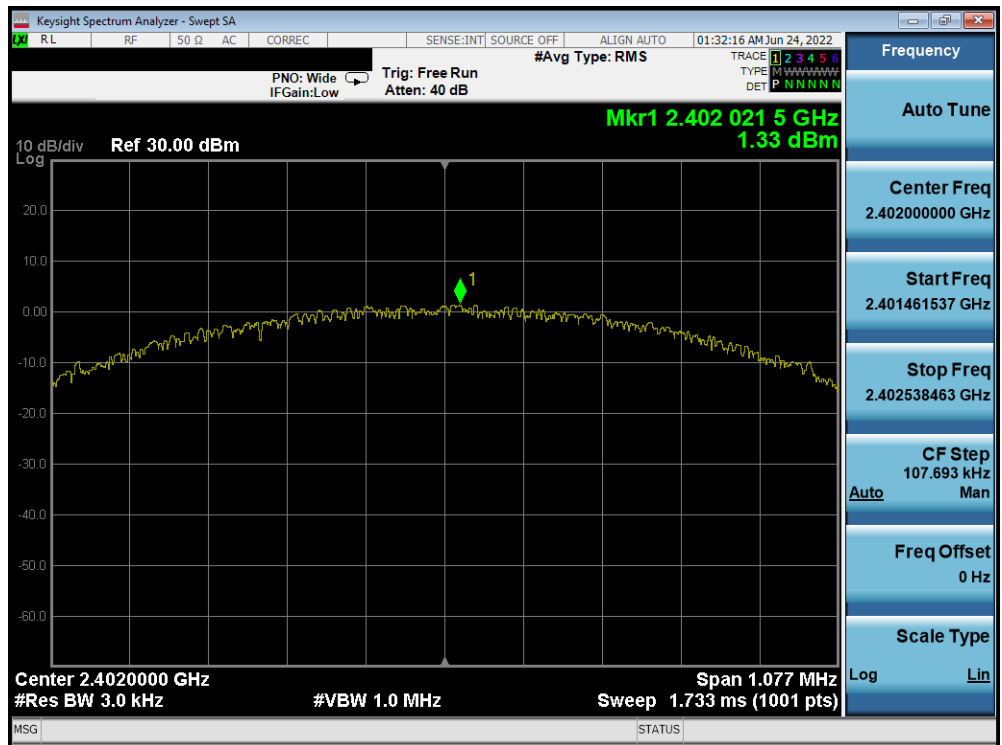 Keysight Spectrum Analyzer - Swept SA
LXI RL RF 50 Ω AC CORREC SENSE:INT SOURCE OFF ALIGN AUTO 01:32:16 AM Jun 24, 2022
#Avg Type: RMS
TRACE 1 2 3 4 5 6
PNO: Wide Trig: Free Run
TYPE M WWWWW
IFGain:Low Atten: 40 dB
DET P N N N N N
Mkr1 2.402 021 5 GHz
1.33 dBm
10 dB/div Ref 30.00 dBm
Log
1
20.0
10.0
0.00
-10.0
-20.0
-30.0
-40.0
-50.0
-60.0
Center 2.4020000 GHz Span 1.077 MHz
#Res BW 3.0 kHz #VBW 1.0 MHz Sweep 1.733 ms (1001 pts)
MSG STATUS
Frequency
Auto Tune
Center Freq
2.402000000 GHz
Start Freq
2.401461537 GHz
Stop Freq
2.402538463 GHz
CF Step
107.693 kHz
Auto Man
Freq Offset
0 Hz
Scale Type
Log Lin